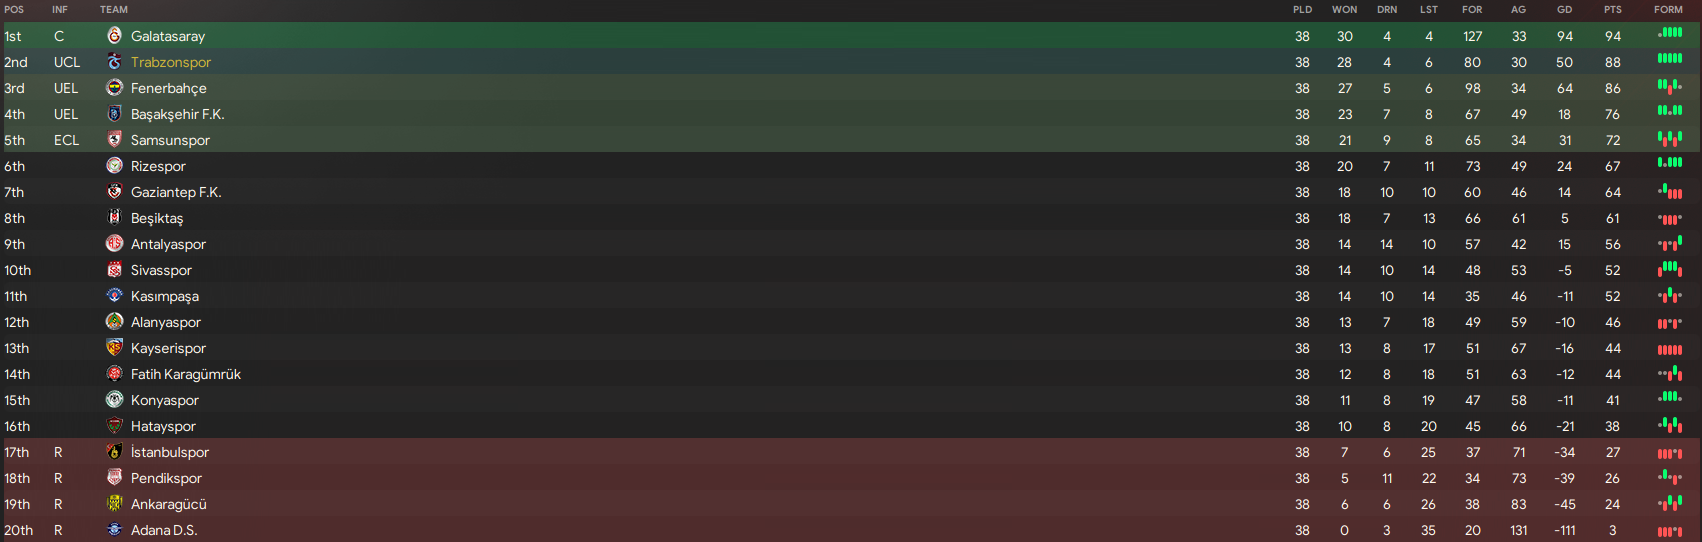 POS INF TEAM PLD WON DRN LST FOR AG GD PTS FORM
1st C Galatasaray 38 30 4 4 127 33 94 94
2nd UCL Trabzonspor 38 28 4 6 80 30 50 88
3rd UEL Fenerbahçe 38 27 5 6 98 34 64 86
4th UEL Başakşehir F.K. 38 23 7 8 67 49 18 76
5th ECL Samsunspor 38 21 9 8 65 34 31 72
6th Rizespor 38 20 7 11 73 49 24 67
7th Gaziantep F.K. 38 18 10 10 60 46 14 64
8th Beşiktaş 38 18 7 13 66 61 5 61
9th Antalyaspor 38 14 14 10 57 42 15 56
10th Sivasspor 38 14 10 14 48 53 -5 52
11th Kasımpaşa 38 14 10 14 35 46 -11 52
12th Alanyaspor 38 13 7 18 49 59 -10 46
13th Kayserispor 38 13 8 17 51 67 -16 44
14th Fatih Karagümrük 38 12 8 18 51 63 -12 44
15th Konyaspor 38 11 8 19 47 58 -11 41
16th Hatayspor 38 10 8 20 45 66 -21 38
17th R İstanbulspor 38 7 6 25 37 71 -34 27
18th R Pendikspor 38 5 11 22 34 73 -39 26
19th R Ankaragücü 38 6 6 26 38 83 -45 24
20th R Adana D.S. 38 0 3 35 20 131 -111 3